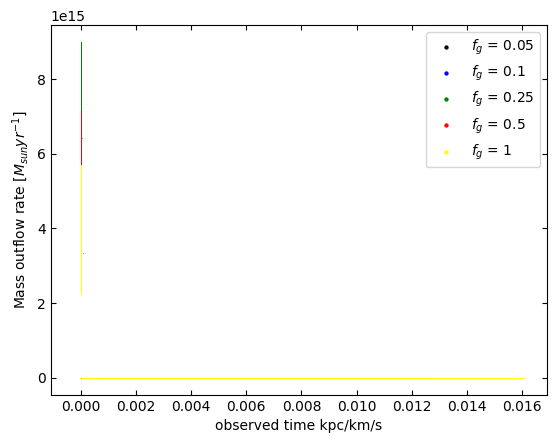 1e15
f_g = 0.05
f_g = 0.1
f_g = 0.25
f_g = 0.5
f_g = 1
8
6
4
2
0
Mass outflow rate [M_sun yr^−1]
0.000 0.002 0.004 0.006 0.008 0.010 0.012 0.014 0.016
observed time kpc/km/s